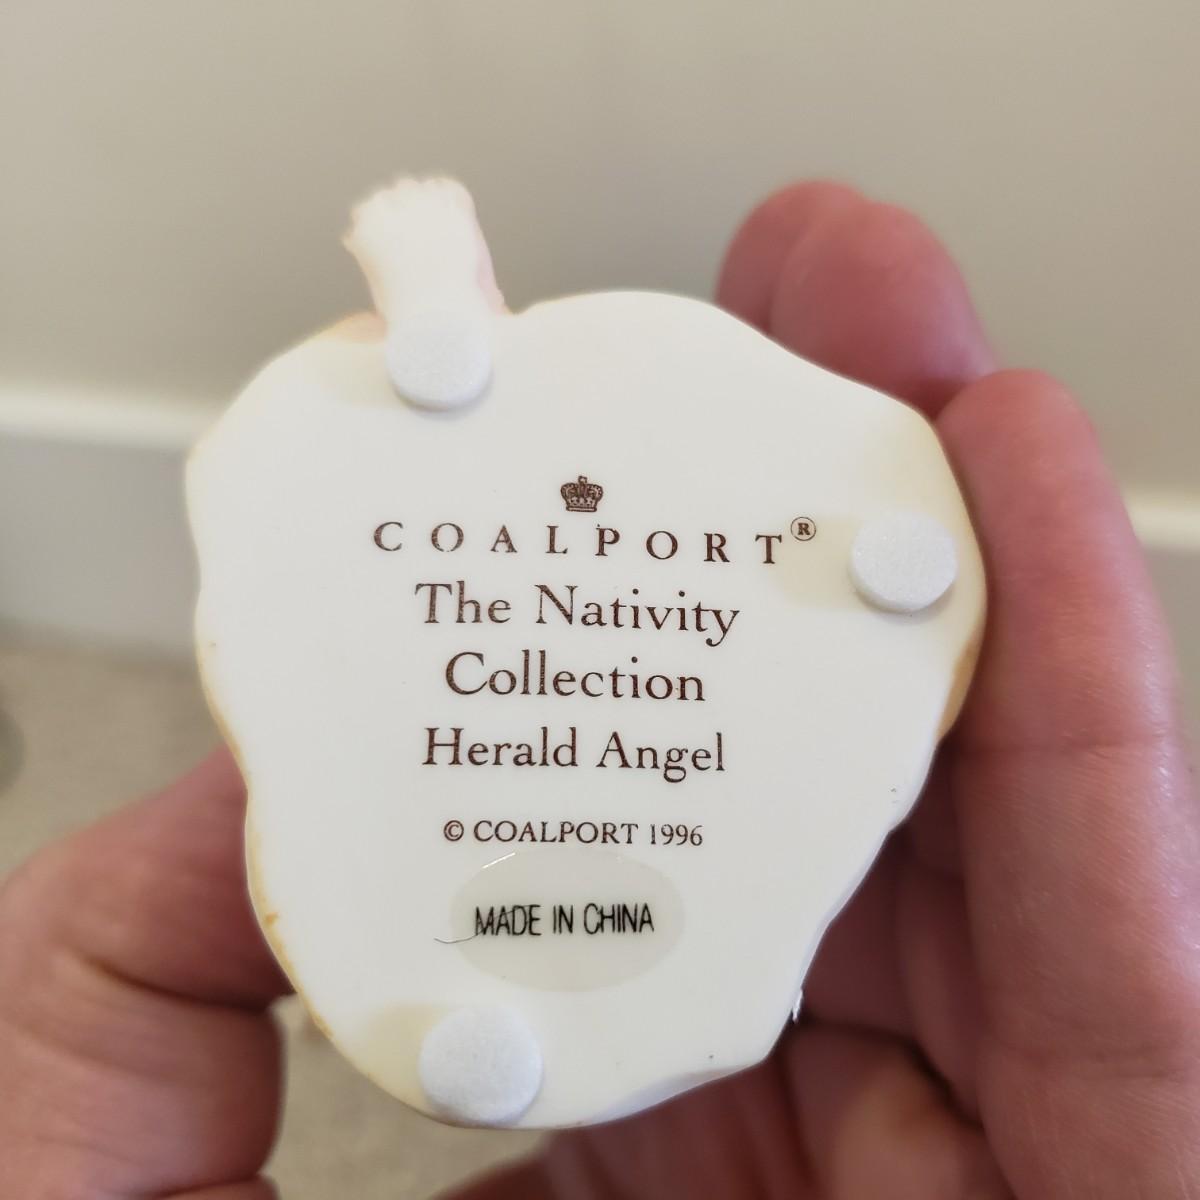 COALPORT®
The Nativity
Collection
Herald Angel
© COALPORT 1996
MADE IN CHINA